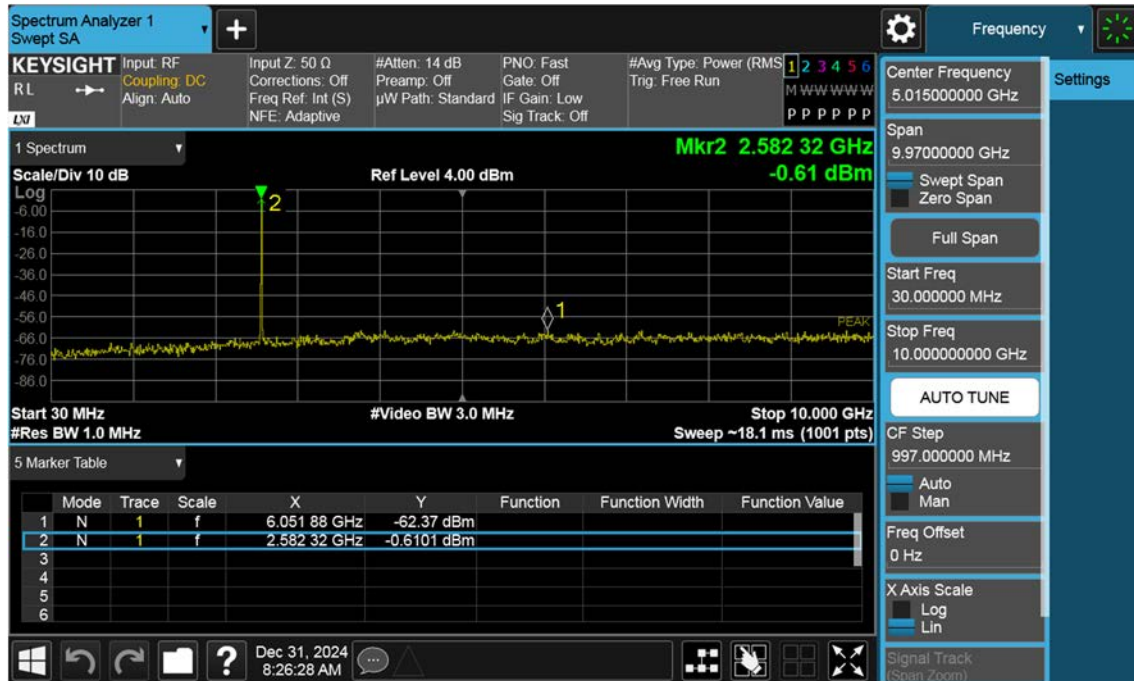 Spectrum Analyzer 1
Swept SA
+
Frequency
KEYSIGHT
RL
LXI
Input: RF
Coupling: DC
Align: Auto
Input Z: 50 Ω
Corrections: Off
Freq Ref: Int (S)
NFE: Adaptive
#Atten: 14 dB
Preamp: Off
µW Path: Standard
PNO: Fast
Gate: Off
IF Gain: Low
Sig Track: Off
#Avg Type: Power (RMS
Trig: Free Run
1 2 3 4 5 6
M W W W W W
P P P P P P
1 Spectrum
Mkr2 2.582 32 GHz
Scale/Div 10 dB
Ref Level 4.00 dBm
-0.61 dBm
Log
-6.00
-16.0
-26.0
-36.0
-46.0
-56.0
-66.0
-76.0
-86.0
2
1
PEAK
Start 30 MHz
#Video BW 3.0 MHz
Stop 10.000 GHz
#Res BW 1.0 MHz
Sweep ~18.1 ms (1001 pts)
5 Marker Table
Mode Trace Scale X Y Function Function Width Function Value
1 N 1 f 6.051 88 GHz -62.37 dBm
2 N 1 f 2.582 32 GHz -0.6101 dBm
3
4
5
6
?
Dec 31, 2024
8:26:28 AM
Center Frequency
5.015000000 GHz
Settings
Span
9.97000000 GHz
Swept Span
Zero Span
Full Span
Start Freq
30.000000 MHz
Stop Freq
10.000000000 GHz
AUTO TUNE
CF Step
997.000000 MHz
Auto
Man
Freq Offset
0 Hz
X Axis Scale
Log
Lin
Signal Track
(Span Zoom)